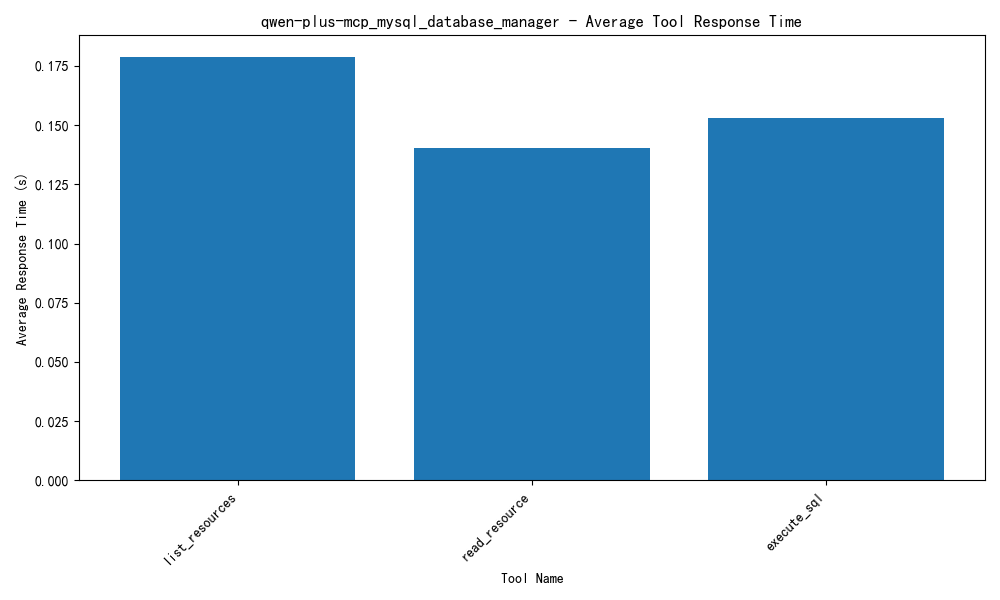 qwen-plus-mcp_mysql_database_manager - Average Tool Response Time
Average Response Time (s)
0.175
0.150
0.125
0.100
0.075
0.050
0.025
0.000
list_resources
read_resource
execute_sql
Tool Name